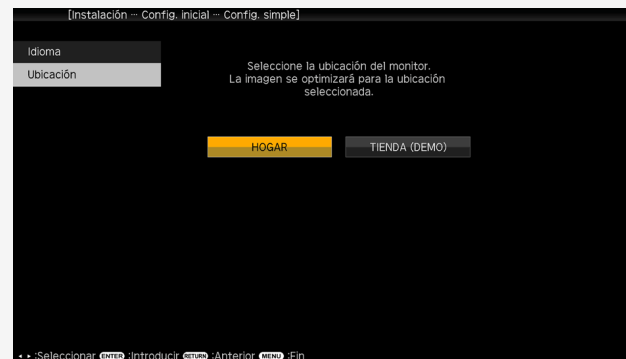 [Instalación ··· Config. inicial ··· Config. simple]
Idioma
Ubicación
Seleccione la ubicación del monitor.
La imagen se optimizará para la ubicación
seleccionada.
HOGAR
TIENDA (DEMO)
◂ ▸ :Seleccionar ENTER :Introducir RETURN :Anterior MENU :Fin